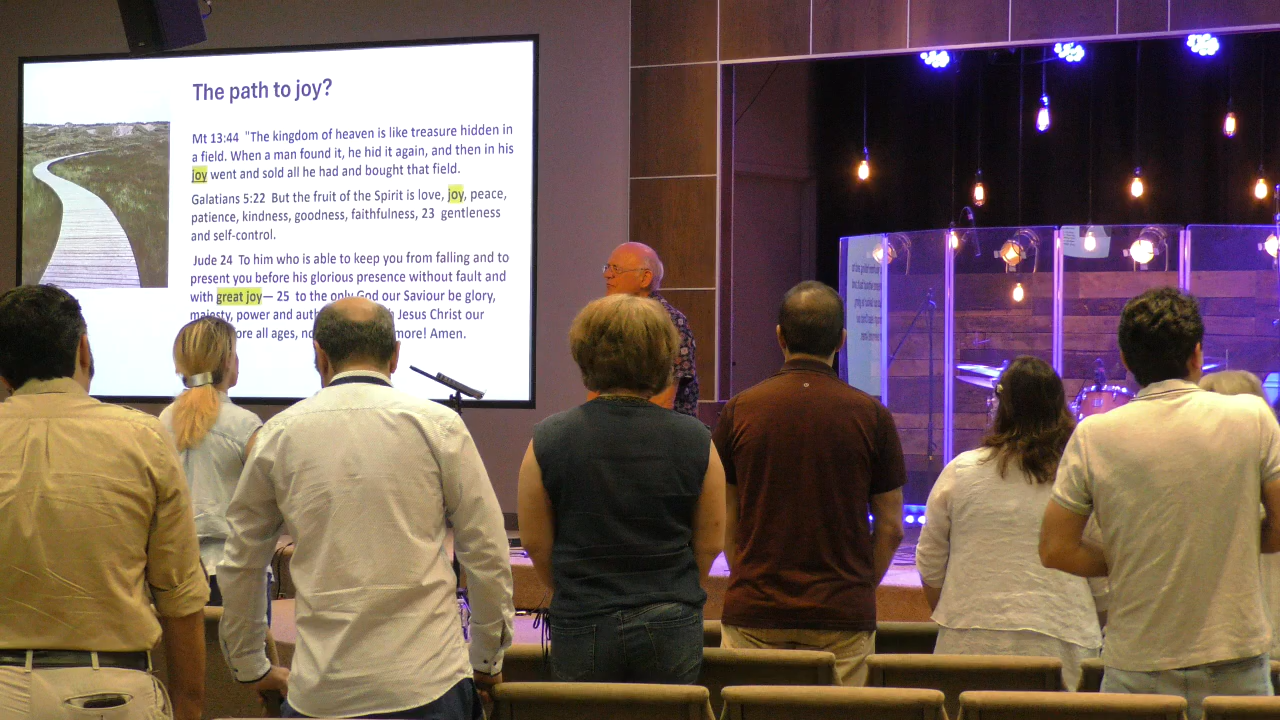 The path to joy?
Mt 13:44 "The kingdom of heaven is like treasure hidden in
a field. When a man found it, he hid it again, and then in his
joy went and sold all he had and bought that field.
Galatians 5:22 But the fruit of the Spirit is love, joy, peace,
patience, kindness, goodness, faithfulness, 23 gentleness
and self-control.
Jude 24 To him who is able to keep you from falling and to
present you before his glorious presence without fault and
with great joy— 25 to the only God our Saviour be glory,
majesty, power and Jesus Christ our
all ages, more! Amen.